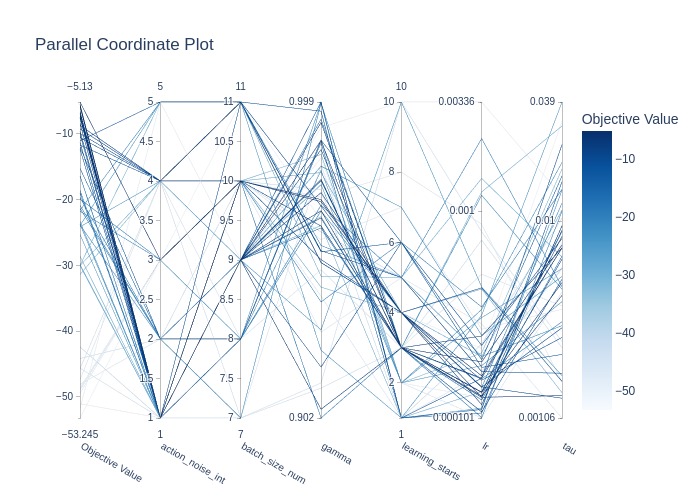 Parallel Coordinate Plot
−5.13 5 11 10
5 11 0.999 10 0.00336 0.039
Objective Value
−10 4.5 10.5 −10
4 10 8
−20 3.5 9.5 0.001 0.01 −20
−30 3 9 6 −30
2.5 8.5 4
−40 2 8 −40
−50 1.5 7.5 2 −50
1 7 0.902 0.000101 0.00106
−53.245 1 7 1
Objective Value action_noise_int batch_size_num gamma learning_starts lr tau